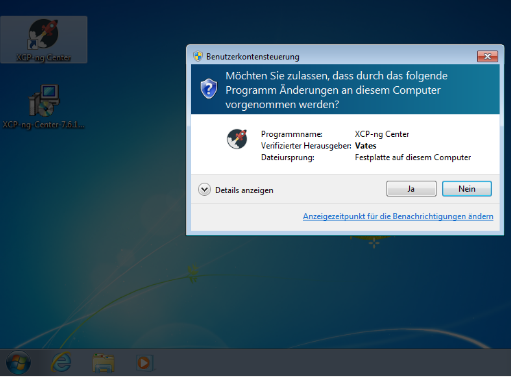 XCP-ng Center
XCP-ng-Center-7.6.1...
Benutzerkontensteuerung
Möchten Sie zulassen, dass durch das folgende
Programm Änderungen an diesem Computer
vorgenommen werden?
Programmname: XCP-ng Center
Verifizierter Herausgeber: Vates
Dateiursprung: Festplatte auf diesem Computer
Details anzeigen
Ja
Nein
Anzeigezeitpunkt für die Benachrichtigungen ändern